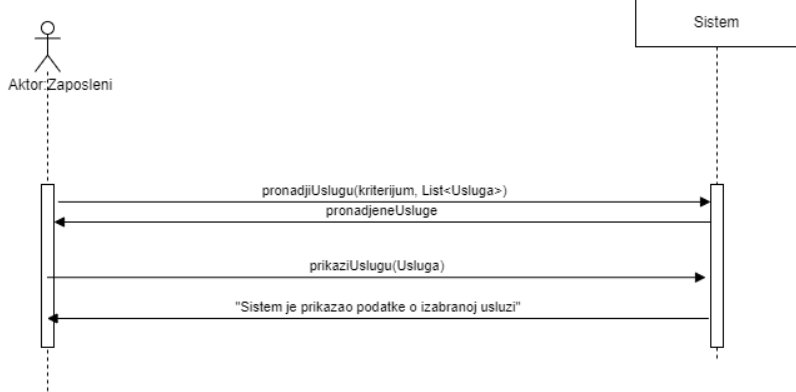 Sistem
Aktor:Zaposleni
pronadjiUslugu(kriterijum, List<Usluga>)
pronadjeneUsluge
prikaziUslugu(Usluga)
"Sistem je prikazao podatke o izabranoj usluzi"